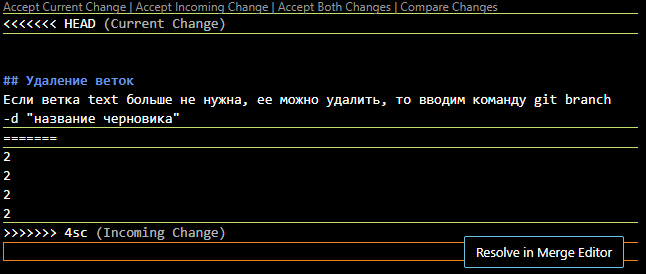 Accept Current Change | Accept Incoming Change | Accept Both Changes | Compare Changes
<<<<<<< HEAD (Current Change)
## Удаление веток
Если ветка text больше не нужна, ее можно удалить, то вводим команду git branch
-d "название черновика"
=======
2
2
2
2
>>>>>>> 4sc (Incoming Change)
Resolve in Merge Editor